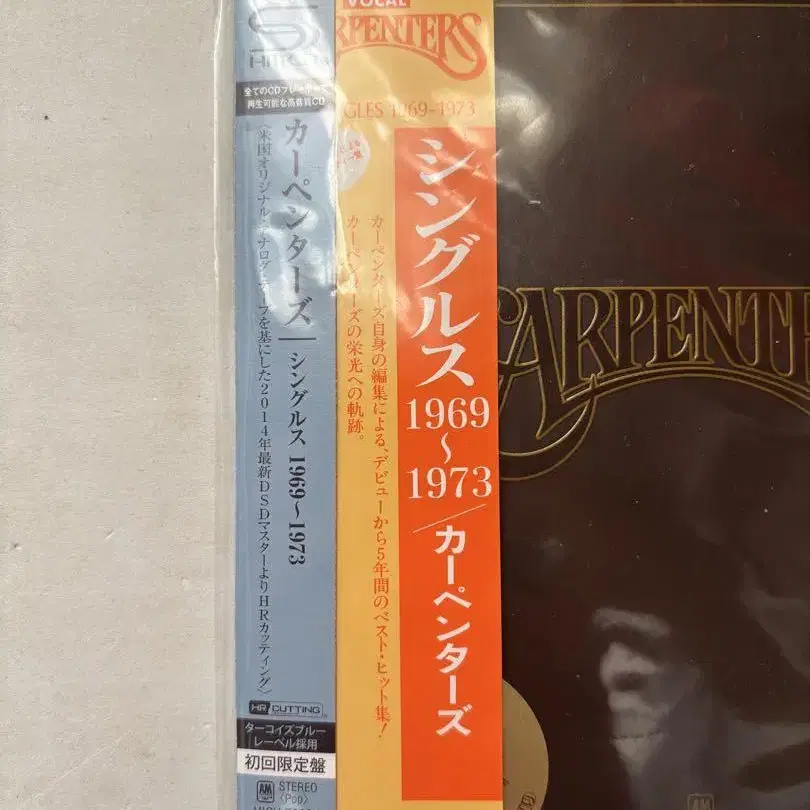 全てのCDプレーヤーで
再生可能な高音質CD
カーペンターズ
シングルス 1969〜1973
〈米国オリジナル・アナログ・テープを基にした2014年最新DSDマスターよりHRカッティング〉
HR CUTTING
ターコイズブルー
レーベル採用
初回限定盤
A&M
STEREO
〈Pop〉
VOCAL
RPENTERS
GLES 1969-1973
シングルス
1969
〜
1973
／カーペンターズ
カーペンターズ自身の編集による、デビューから5年間のベスト・ヒット集！
カーペンターズの栄光への軌跡。
CARPENTE
A&M